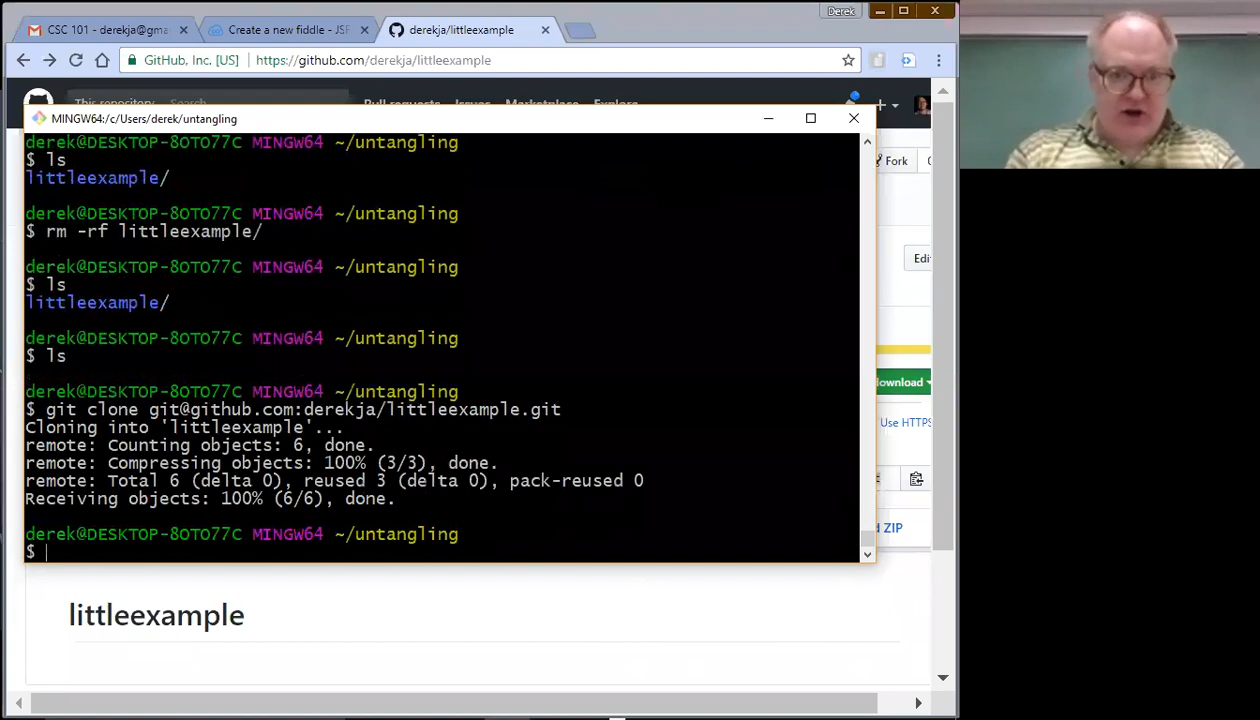 Derek
CSC 101 - derekja@gma
Create a new fiddle - JSF
derekja/littleexample
GitHub, Inc. [US]
https://github.com/derekja/littleexample
This repository
Search
Pull requests
Issues
Marketplace
Explore
MINGW64:/c/Users/derek/untangling
derek@DESKTOP-8OTO77C MINGW64 ~/untangling
$ ls
littleexample/
derek@DESKTOP-8OTO77C MINGW64 ~/untangling
$ rm -rf littleexample/
derek@DESKTOP-8OTO77C MINGW64 ~/untangling
$ ls
littleexample/
derek@DESKTOP-8OTO77C MINGW64 ~/untangling
$ ls
derek@DESKTOP-8OTO77C MINGW64 ~/untangling
$ git clone git@github.com:derekja/littleexample.git
Cloning into 'littleexample'...
remote: Counting objects: 6, done.
remote: Compressing objects: 100% (3/3), done.
remote: Total 6 (delta 0), reused 3 (delta 0), pack-reused 0
Receiving objects: 100% (6/6), done.
derek@DESKTOP-8OTO77C MINGW64 ~/untangling
$
Fork
Edi
ownload
Use HTTPS
d ZIP
littleexample